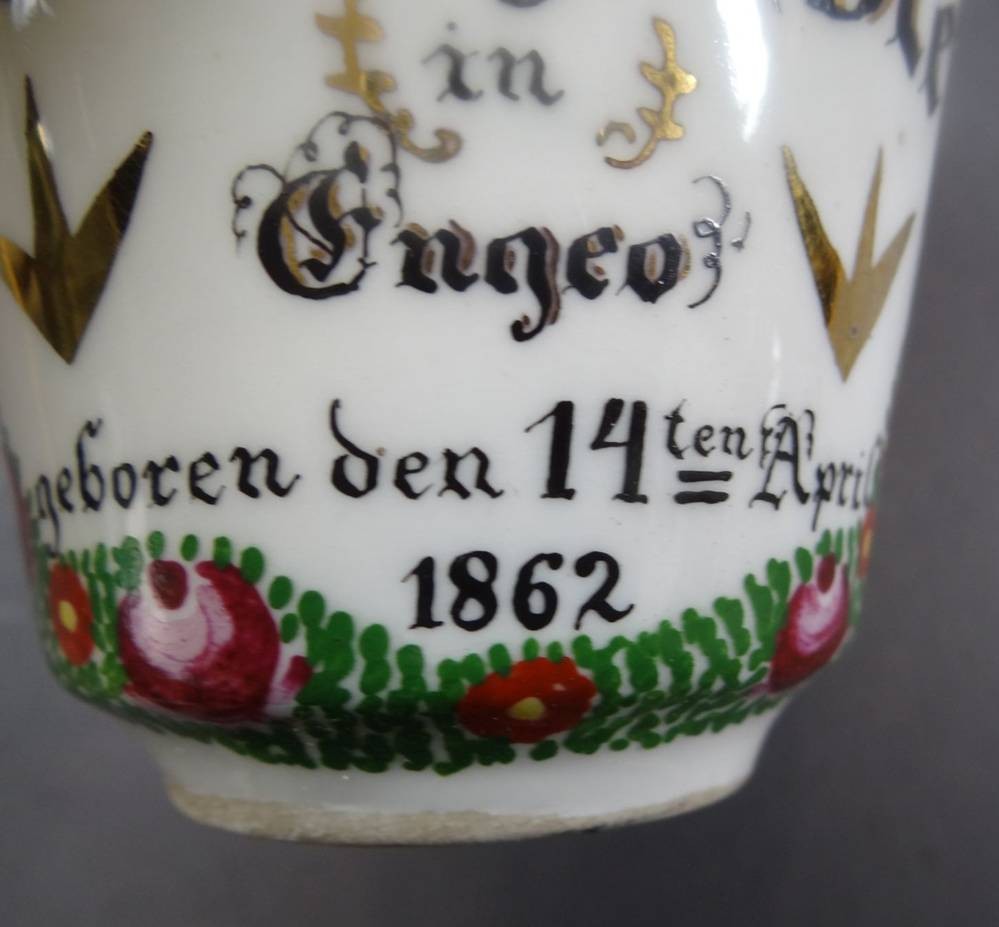 in
Engeo
geboren den 14ten April
1862